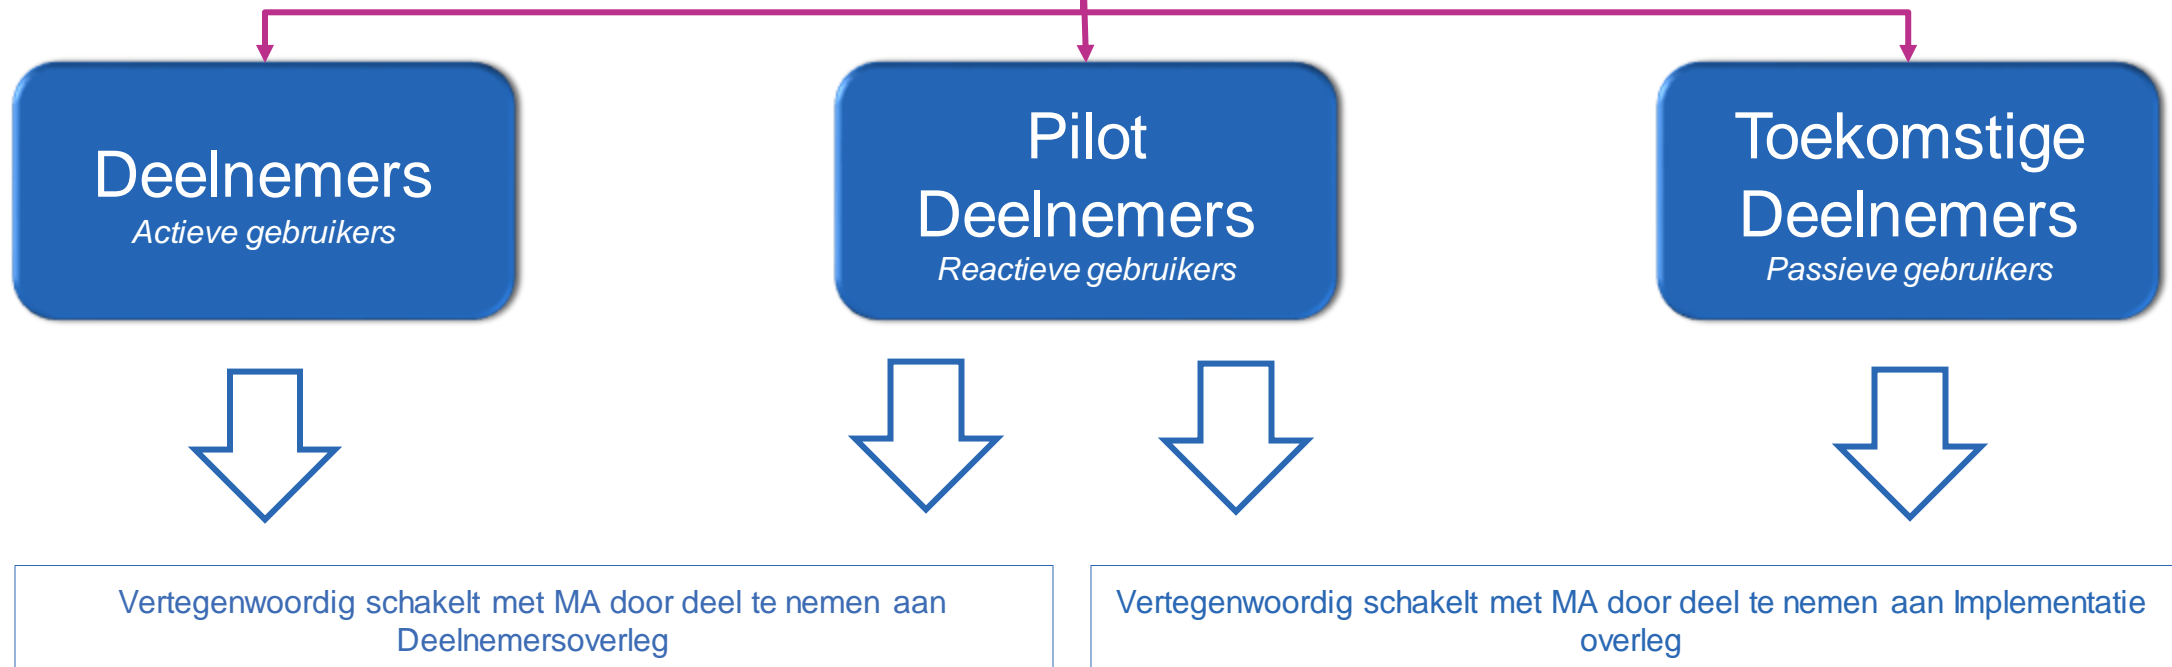 Deelnemers
Actieve gebruikers
Pilot
Deelnemers
Reactieve gebruikers
Toekomstige
Deelnemers
Passieve gebruikers
Vertegenwoordig schakelt met MA door deel te nemen aan
Deelnemersoverleg
Vertegenwoordig schakelt met MA door deel te nemen aan Implementatie
overleg